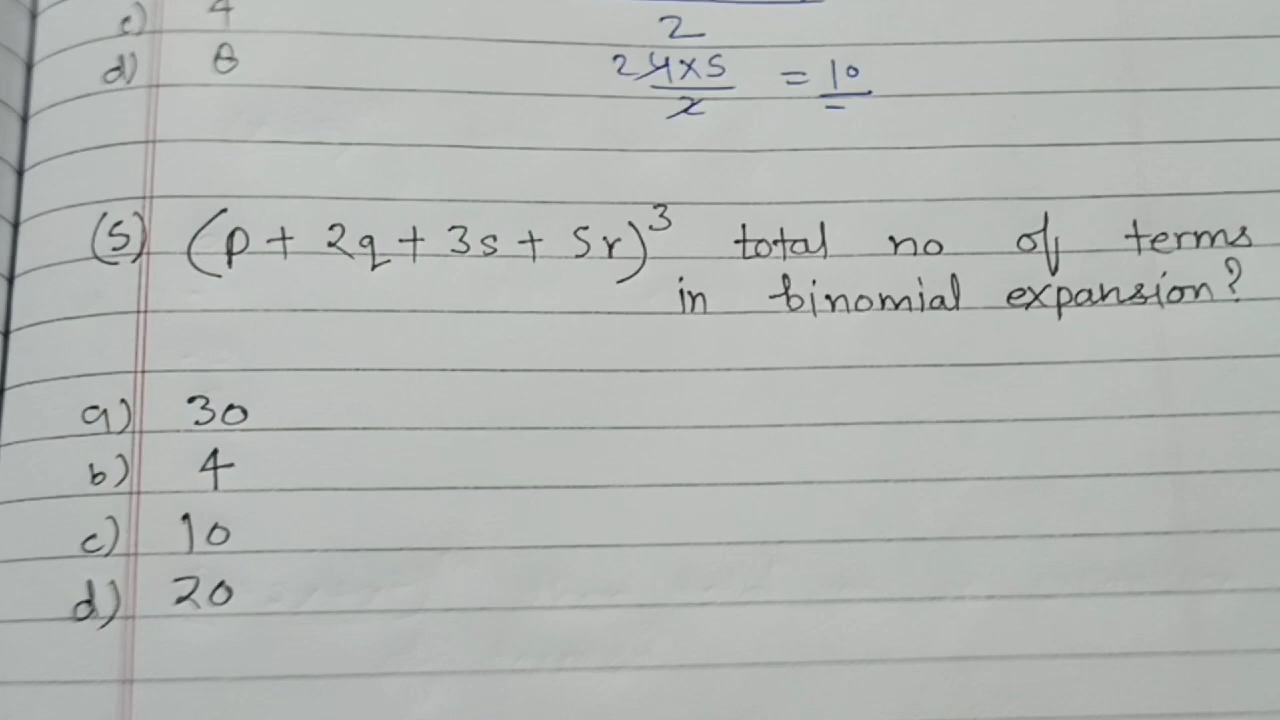 c) 4
d) 8
2
2 4×5 = 10
2
(5) (p + 2q + 3s + 5r)³ total no of terms
in binomial expansion?
a) 30
b) 4
c) 10
d) 20